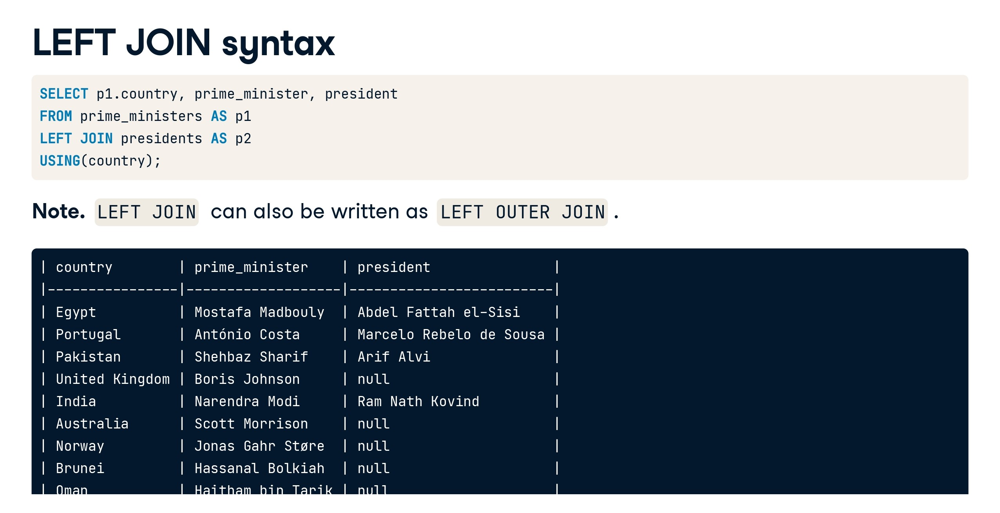 LEFT JOIN syntax
SELECT p1.country, prime_minister, president
FROM prime_ministers AS p1
LEFT JOIN presidents AS p2
USING(country);
Note. LEFT JOIN can also be written as LEFT OUTER JOIN .
| country        | prime_minister    | president               |
|----------------|-------------------|-------------------------|
| Egypt          | Mostafa Madbouly  | Abdel Fattah el-Sisi    |
| Portugal       | António Costa     | Marcelo Rebelo de Sousa |
| Pakistan       | Shehbaz Sharif    | Arif Alvi               |
| United Kingdom | Boris Johnson     | null                    |
| India          | Narendra Modi     | Ram Nath Kovind         |
| Australia      | Scott Morrison    | null                    |
| Norway         | Jonas Gahr Støre  | null                    |
| Brunei         | Hassanal Bolkiah  | null                    |
| Oman           | Haitham bin Tarik | null                    |